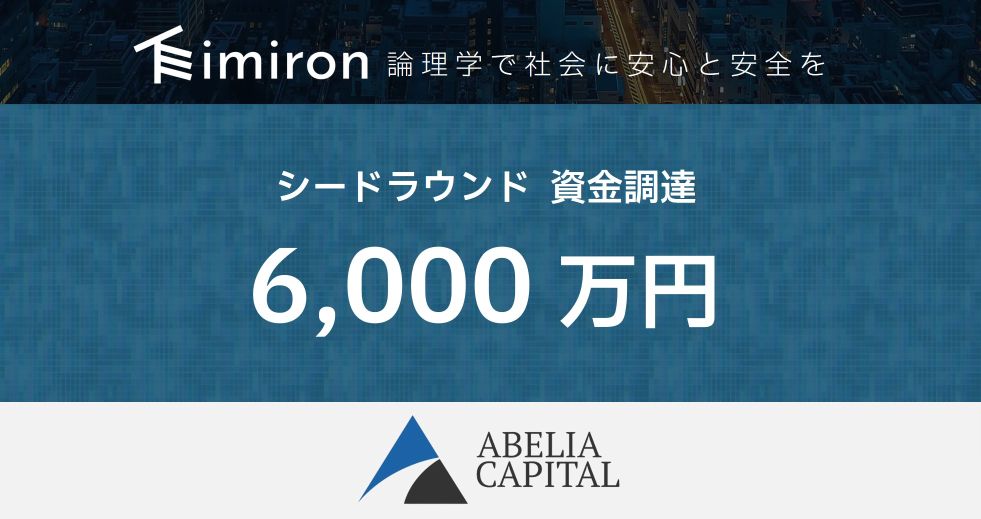 imiron 論理学で社会に安心と安全を
シードラウンド 資金調達
6,000 万円
ABELIA
CAPITAL